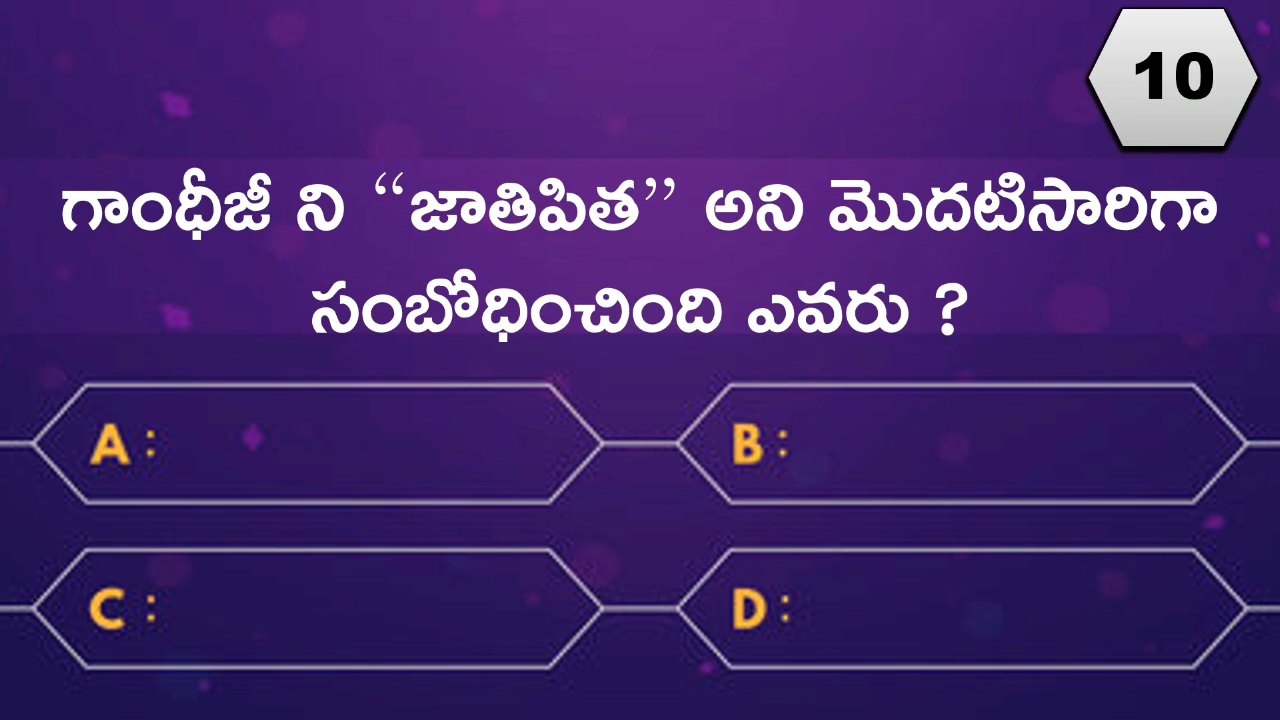 10
గాంధీజీ ని “జాతిపిత” అని మొదటిసారిగా
సంబోధించింది ఎవరు ?
A :
B :
C :
D :